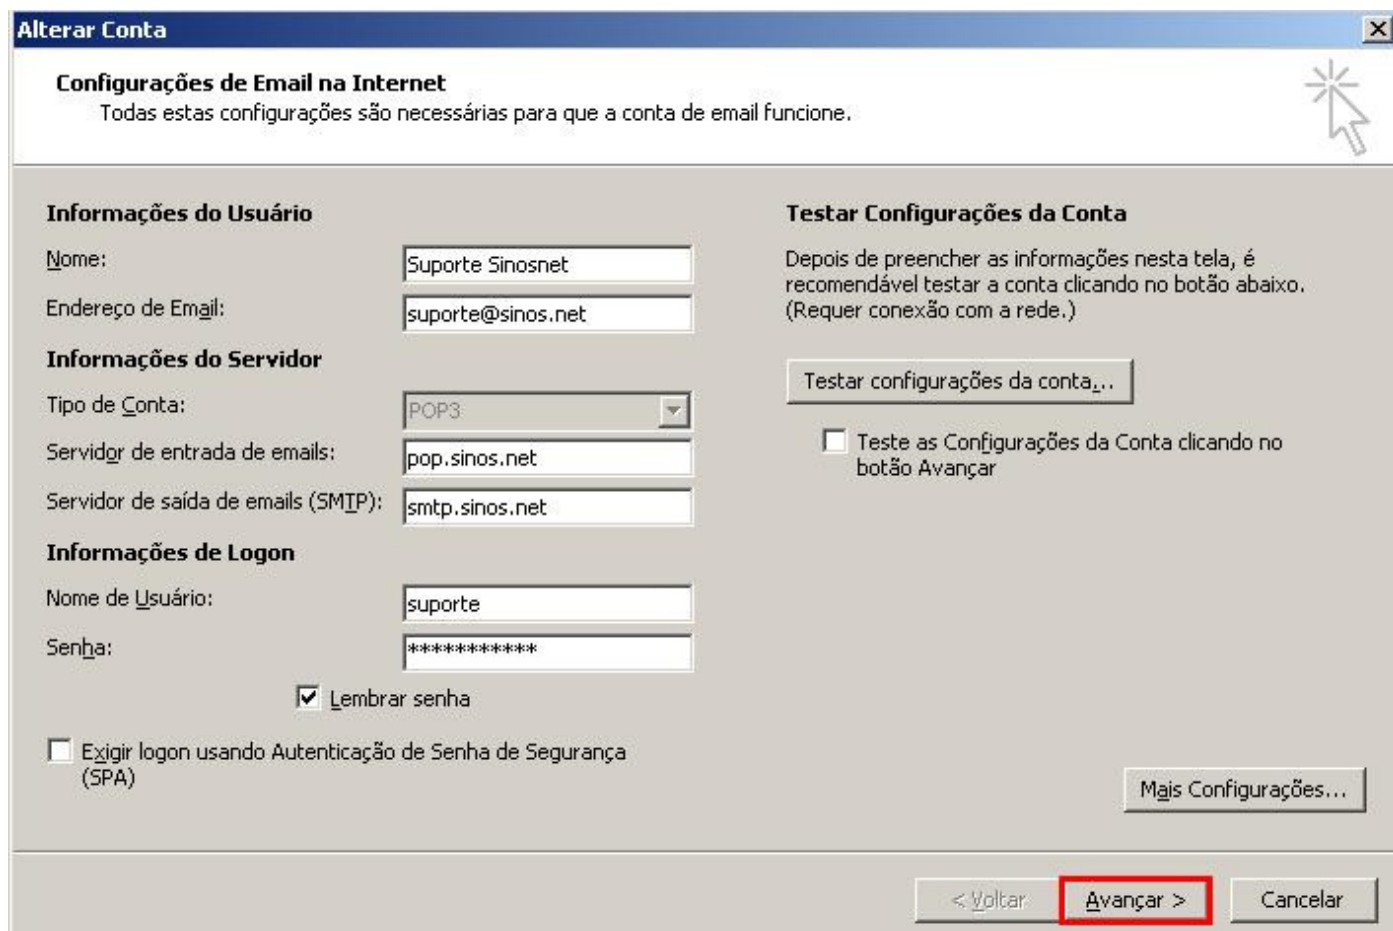 Alterar Conta
Configurações de Email na Internet
Todas estas configurações são necessárias para que a conta de email funcione.
Informações do Usuário
Nome:
Suporte Sinosnet
Endereço de Email:
suporte@sinos.net
Informações do Servidor
Tipo de Conta:
POP3
Servidor de entrada de emails:
pop.sinos.net
Servidor de saída de emails (SMTP):
smtp.sinos.net
Informações de Logon
Nome de Usuário:
suporte
Senha:
***********
Lembrar senha
Exigir logon usando Autenticação de Senha de Segurança
(SPA)
Testar Configurações da Conta
Depois de preencher as informações nesta tela, é
recomendável testar a conta clicando no botão abaixo.
(Requer conexão com a rede.)
Testar configurações da conta...
Teste as Configurações da Conta clicando no
botão Avançar
Mais Configurações...
< Voltar
Avançar >
Cancelar